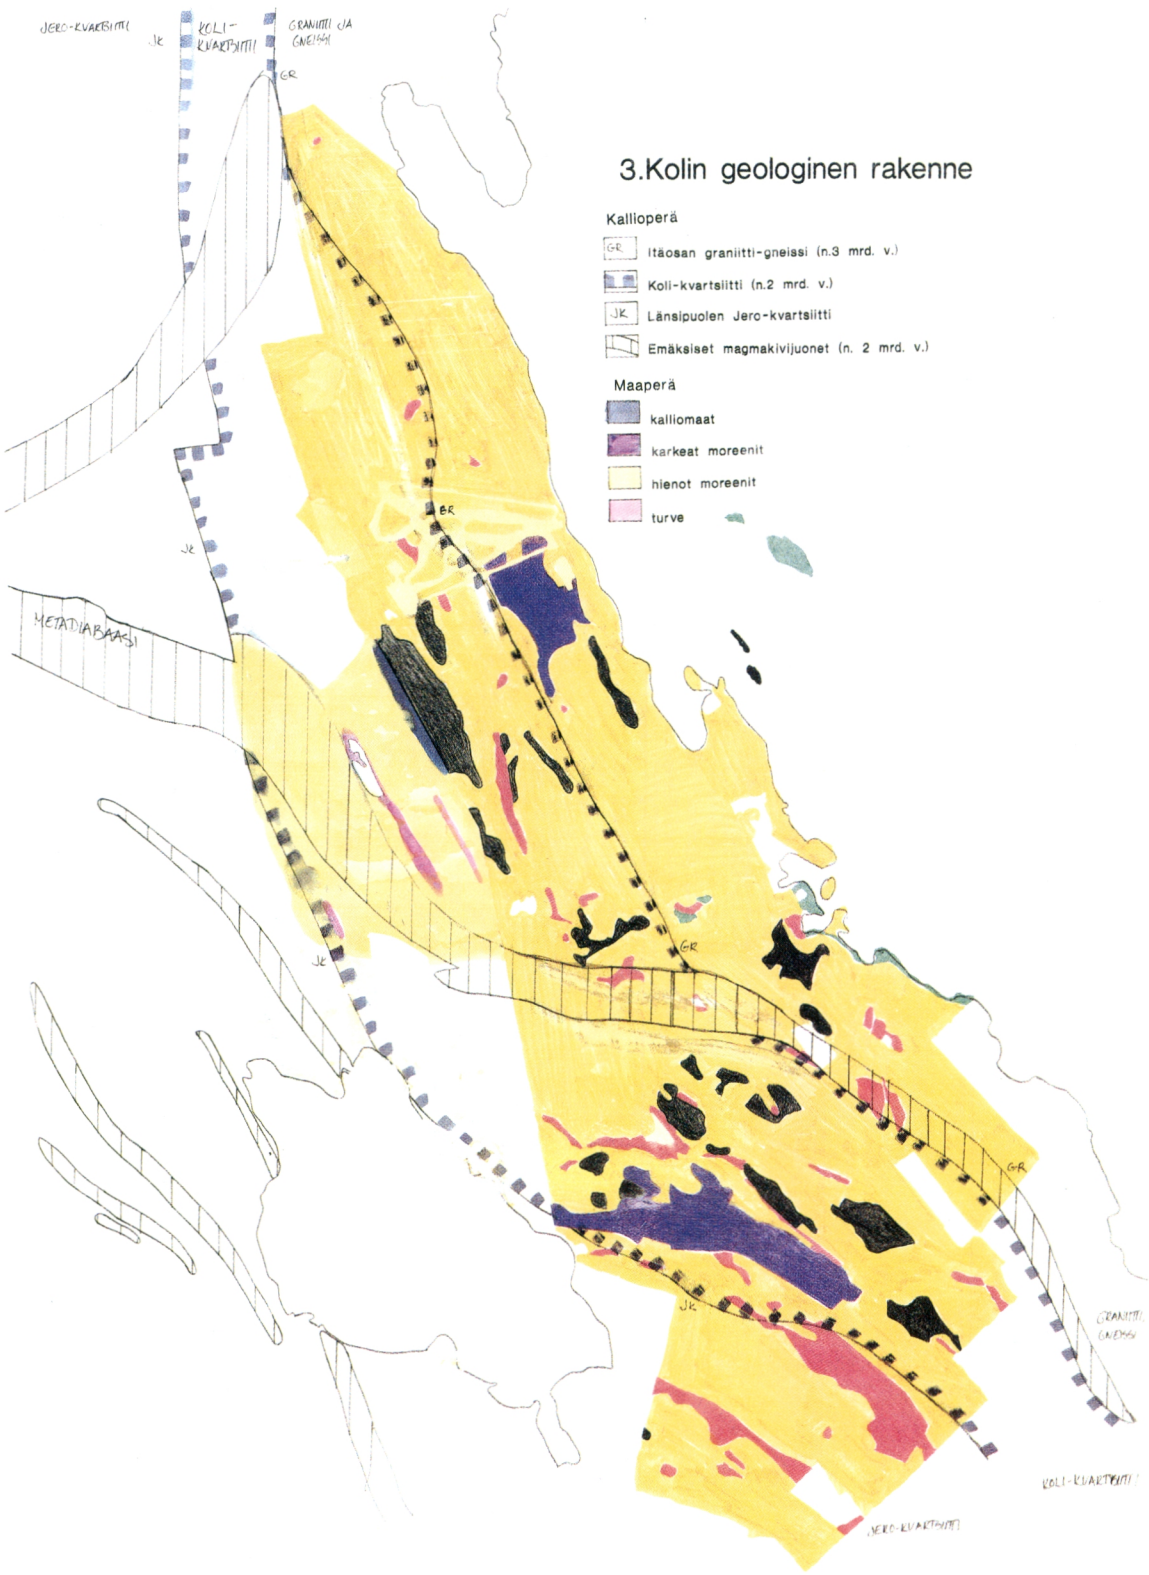 JERO-KVARTSIITTI
JK
KOLI-
KVARTSIITTI
GRANIITTI JA
GNEISSI
GR
3.Kolin geologinen rakenne
Kallioperä
GR Itäosan graniitti-gneissi (n.3 mrd. v.)
Koli-kvartsiitti (n.2 mrd. v.)
JK Länsipuolen Jero-kvartsiitti
Emäksiset magmakivijuonet (n. 2 mrd. v.)
Maaperä
kalliomaat
karkeat moreenit
hienot moreenit
turve
GR
JK
METADIABAASI
GR
JK
GR
JK
GRANIITTI,
GNEISSI
KOLI-KVARTSIITTI
JERO-KVARTSIITTI